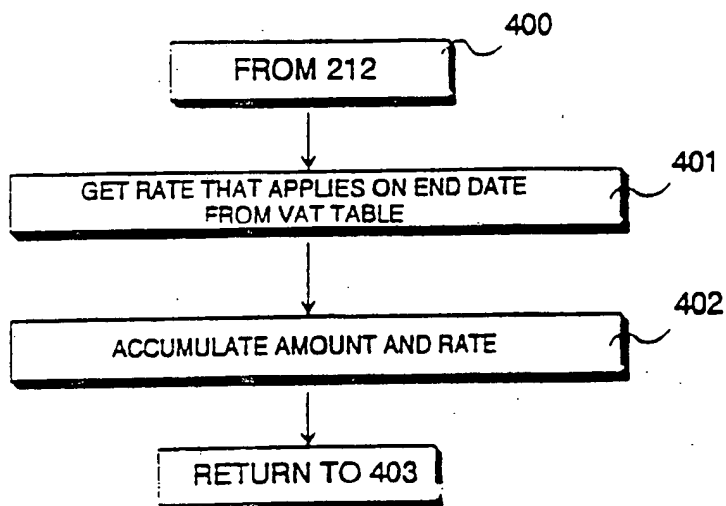 400
FROM 212
401
GET RATE THAT APPLIES ON END DATE
FROM VAT TABLE
402
ACCUMULATE AMOUNT AND RATE
RETURN TO 403